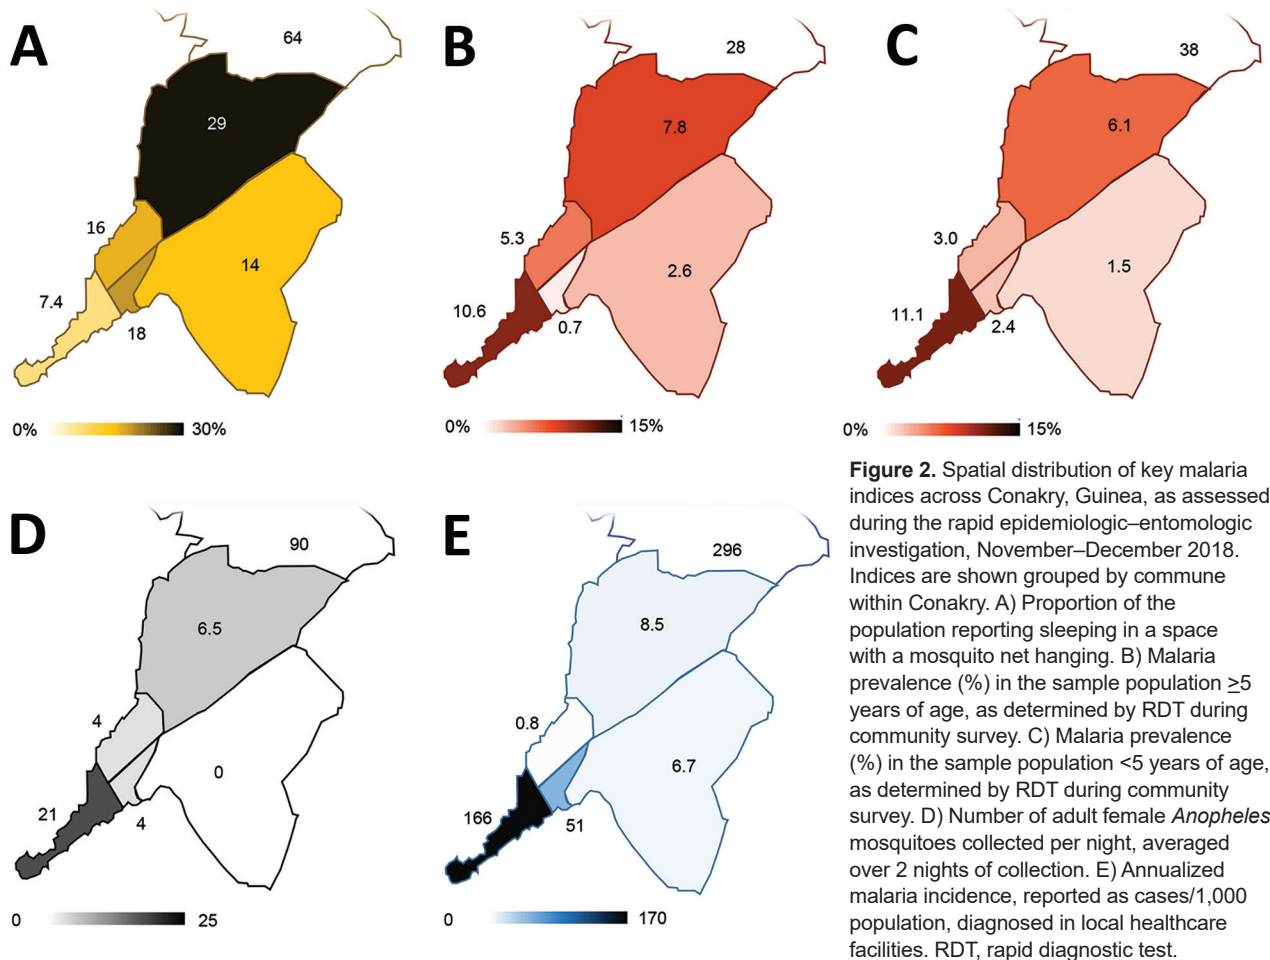 A
64
29
16
14
7.4
18
0%
30%
B
28
7.8
5.3
2.6
10.6
0.7
0%
15%
C
38
6.1
3.0
1.5
11.1
2.4
0%
15%
D
90
6.5
4
0
21
4
0
25
E
296
8.5
0.8
6.7
166
51
0
170
Figure 2. Spatial distribution of key malaria
indices across Conakry, Guinea, as assessed
during the rapid epidemiologic–entomologic
investigation, November–December 2018.
Indices are shown grouped by commune
within Conakry. A) Proportion of the
population reporting sleeping in a space
with a mosquito net hanging. B) Malaria
prevalence (%) in the sample population ≥5
years of age, as determined by RDT during
community survey. C) Malaria prevalence
(%) in the sample population <5 years of age,
as determined by RDT during community
survey. D) Number of adult female Anopheles
mosquitoes collected per night, averaged
over 2 nights of collection. E) Annualized
malaria incidence, reported as cases/1,000
population, diagnosed in local healthcare
facilities. RDT, rapid diagnostic test.